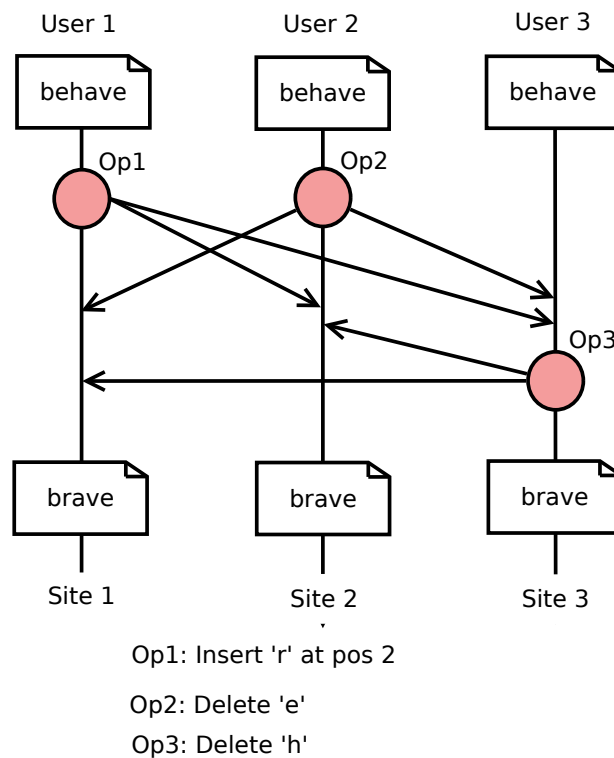 User 1 User 2 User 3
behave behave behave
Op1 Op2
Op3
brave brave brave
Site 1 Site 2 Site 3
Op1: Insert 'r' at pos 2
Op2: Delete 'e'
Op3: Delete 'h'